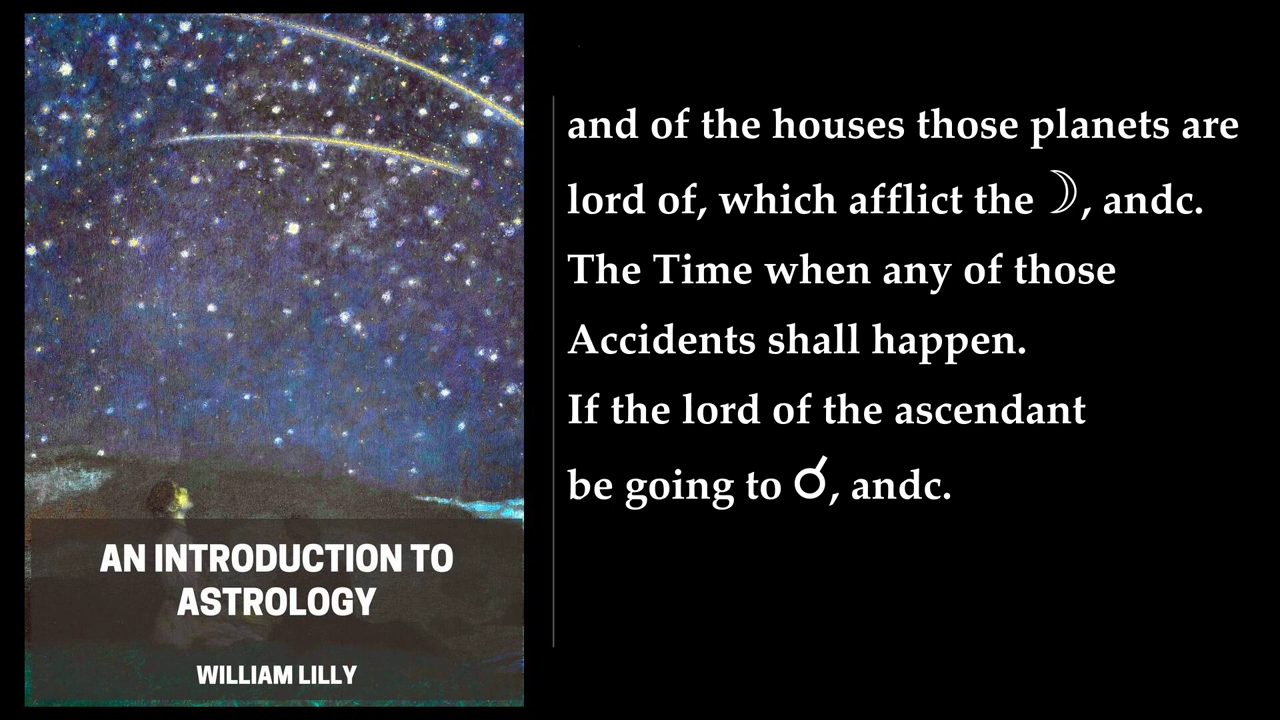 and of the houses those planets are
lord of, which afflict the ☽, andc.
The Time when any of those
Accidents shall happen.
If the lord of the ascendant
be going to ☌, andc.
AN INTRODUCTION TO
ASTROLOGY
WILLIAM LILLY